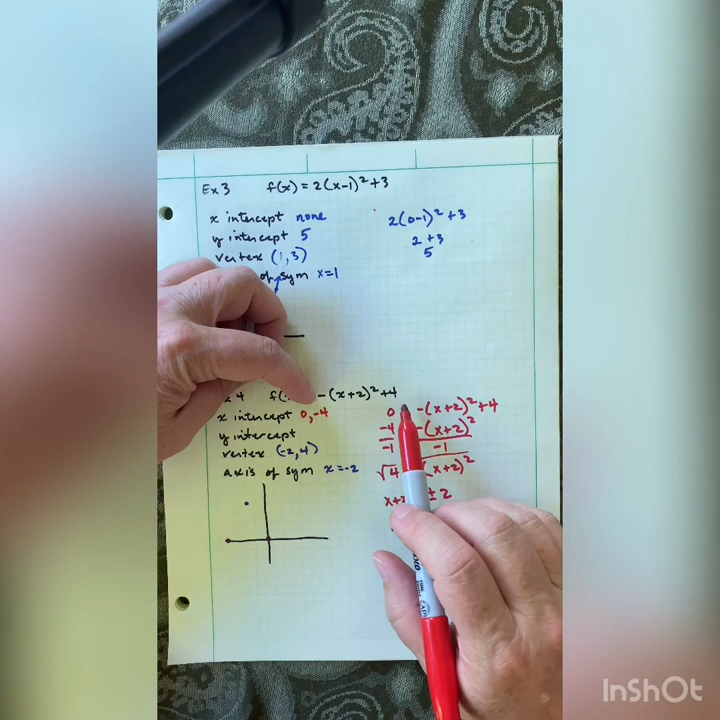 Ex 3 f(x) = 2(x-1)² + 3
x intercept none
y intercept 5
vertex (1, 3)
of sym x=1
2(0-1)² + 3
2 + 3
5
4 -(x+2)² + 4
x intercept 0, -4
y intercept
vertex (-2, 4)
axis of sym x = -2
0 -(x+2)² + 4
-4 -(x+2)²
-1 -1
√4 (x+2)²
± 2
InShOt